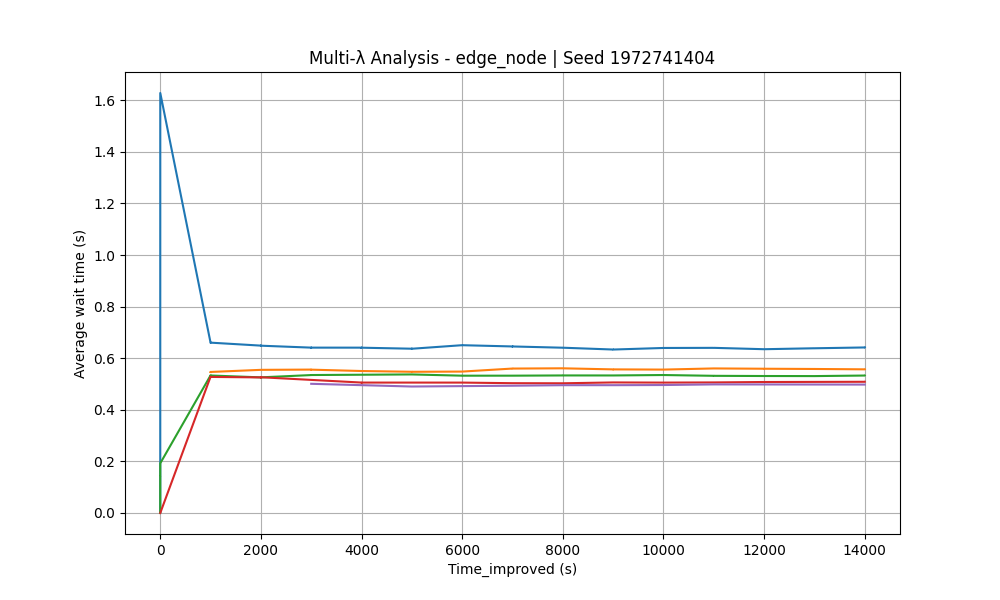 Multi-λ Analysis - edge_node | Seed 1972741404
Average wait time (s)
1.6
1.4
1.2
1.0
0.8
0.6
0.4
0.2
0.0
0 2000 4000 6000 8000 10000 12000 14000
Time_improved (s)